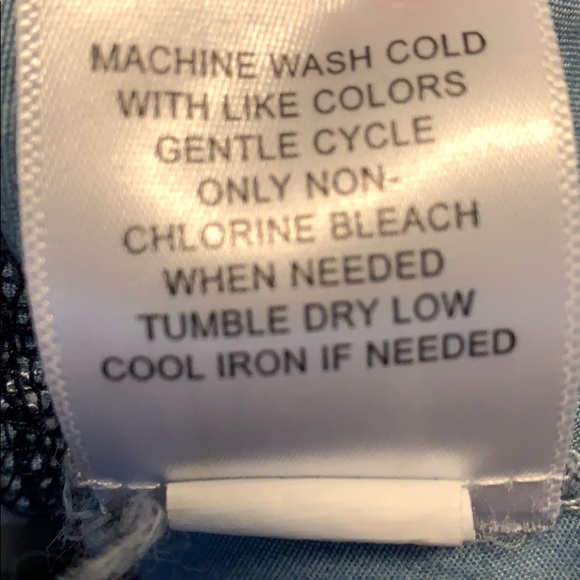 MACHINE WASH COLD
WITH LIKE COLORS
GENTLE CYCLE
ONLY NON-
CHLORINE BLEACH
WHEN NEEDED
TUMBLE DRY LOW
COOL IRON IF NEEDED